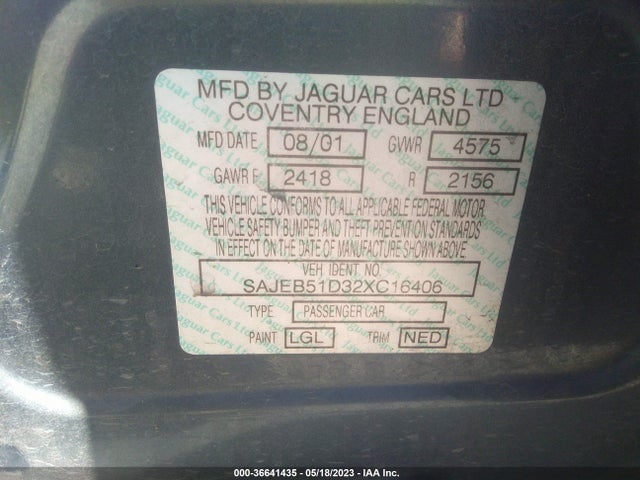 MFD BY JAGUAR CARS LTD
COVENTRY ENGLAND
MFD DATE 08/01 GVWR 4575
GAWR F 2418 R 2156
THIS VEHICLE CONFORMS TO ALL APPLICABLE FEDERAL MOTOR
VEHICLE SAFETY BUMPER AND THEFT PREVENTION STANDARDS
IN EFFECT ON THE DATE OF MANUFACTURE SHOWN ABOVE
VEH. IDENT NO.
SAJEB51D32XC16406
TYPE PASSENGER CAR
PAINT LGL TRIM NED
000-36641435 - 05/18/2023 - IAA Inc.